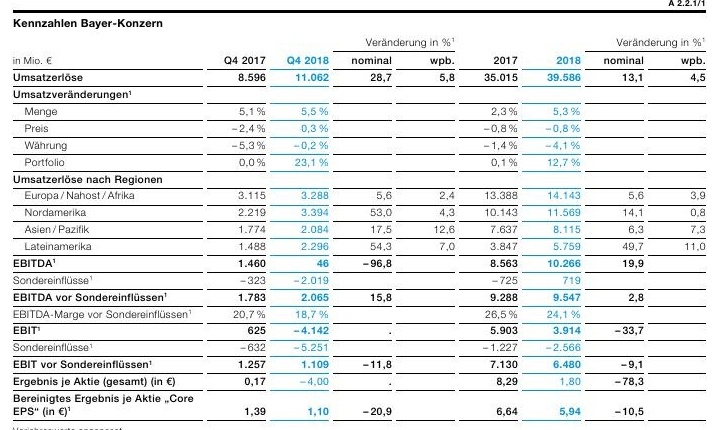 A 2.2.1/1
Kennzahlen Bayer-Konzern
Veränderung in %¹ Veränderung in %¹
in Mio. € Q4 2017 Q4 2018 nominal wpb. 2017 2018 nominal wpb.
Umsatzerlöse 8.596 11.062 28,7 5,8 35.015 39.586 13,1 4,5
Umsatzveränderungen¹
Menge 5,1 % 5,5 % 2,3 % 5,3 %
Preis –2,4 % 0,3 % –0,8 % –0,8 %
Währung –5,3 % –0,2 % –1,4 % –4,1 %
Portfolio 0,0 % 23,1 % 0,1 % 12,7 %
Umsatzerlöse nach Regionen
Europa / Nahost / Afrika 3.115 3.288 5,6 2,4 13.388 14.143 5,6 3,9
Nordamerika 2.219 3.394 53,0 4,3 10.143 11.569 14,1 0,8
Asien / Pazifik 1.774 2.084 17,5 12,6 7.637 8.115 6,3 7,3
Lateinamerika 1.488 2.296 54,3 7,0 3.847 5.759 49,7 11,0
EBITDA¹ 1.460 46 –96,8 8.563 10.266 19,9
Sondereinflüsse¹ –323 –2.019 –725 719
EBITDA vor Sondereinflüssen¹ 1.783 2.065 15,8 9.288 9.547 2,8
EBITDA-Marge vor Sondereinflüssen¹ 20,7 % 18,7 % 26,5 % 24,1 %
EBIT¹ 625 –4.142 . 5.903 3.914 –33,7
Sondereinflüsse¹ –632 –5.251 –1.227 –2.566
EBIT vor Sondereinflüssen¹ 1.257 1.109 –11,8 7.130 6.480 –9,1
Ergebnis je Aktie (gesamt) (in €) 0,17 –4,00 . 8,29 1,80 –78,3
Bereinigtes Ergebnis je Aktie „Core
EPS“ (in €)¹ 1,39 1,10 –20,9 6,64 5,94 –10,5